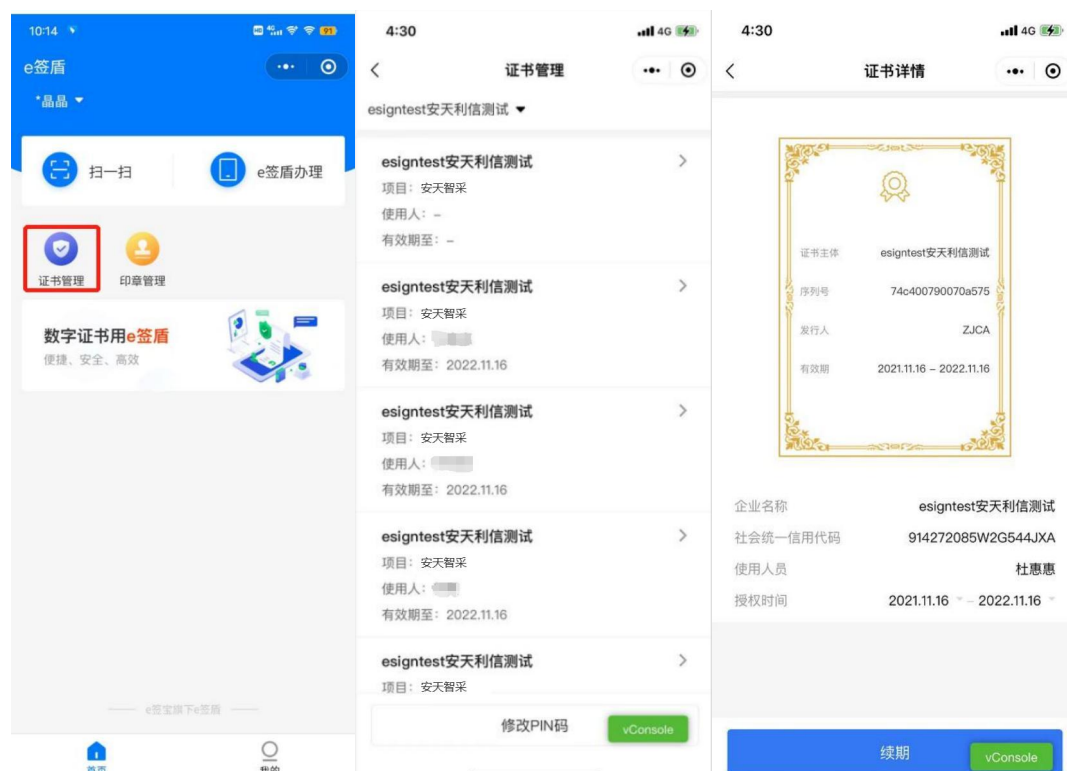 10:14
HD 4G 91
e签盾
*晶晶
扫一扫
e签盾办理
证书管理
印章管理
数字证书用e签盾
便捷、安全、高效
e签宝旗下e签盾
首页
我的
4:30
4G
证书管理
esigntest安天利信测试
esigntest安天利信测试
项目：安天智采
使用人：-
有效期至：-
esigntest安天利信测试
项目：安天智采
使用人：
有效期至：2022.11.16
esigntest安天利信测试
项目：安天智采
使用人：
有效期至：2022.11.16
esigntest安天利信测试
项目：安天智采
使用人：
有效期至：2022.11.16
esigntest安天利信测试
项目：安天智采
修改PIN码
vConsole
4:30
4G
证书详情
证书主体 esigntest安天利信测试
序列号 74c400790070a575
发行人 ZJCA
有效期 2021.11.16 - 2022.11.16
企业名称 esigntest安天利信测试
社会统一信用代码 914272085W2G544JXA
使用人员 杜惠惠
授权时间 2021.11.16 - 2022.11.16
续期
vConsole